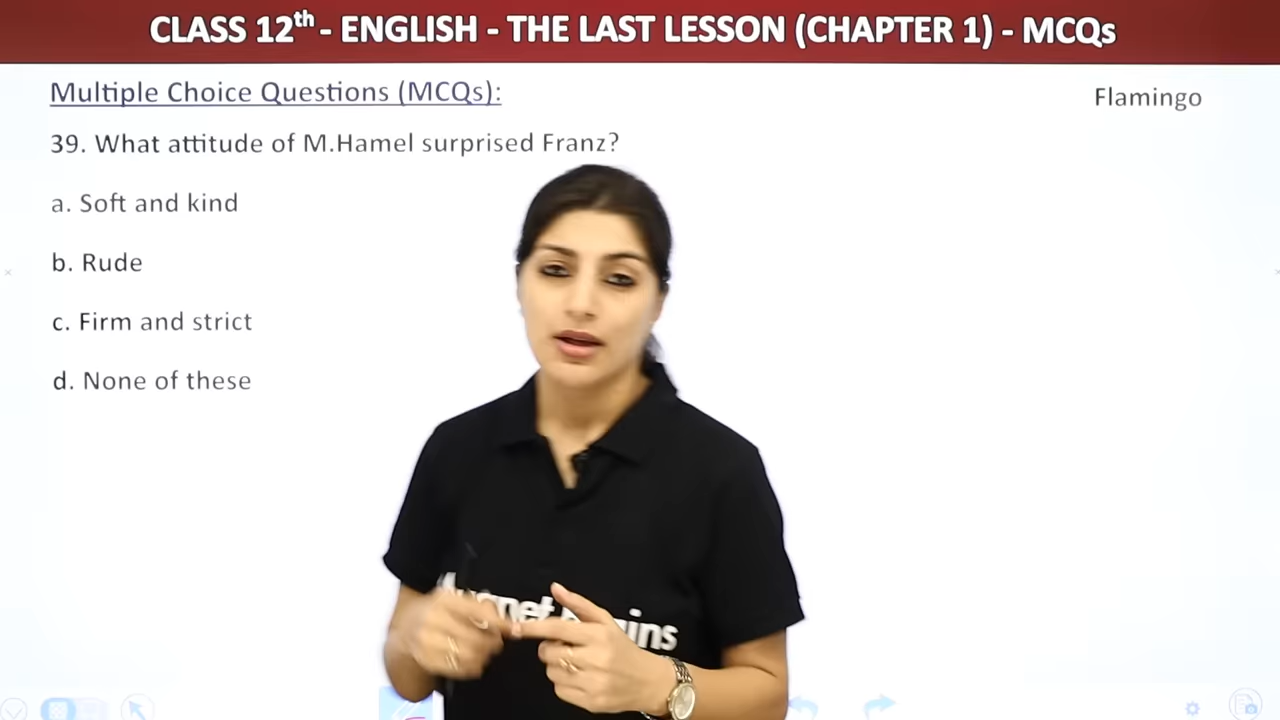 CLASS 12th - ENGLISH - THE LAST LESSON (CHAPTER 1) - MCQs
Multiple Choice Questions (MCQs):
Flamingo
39. What attitude of M.Hamel surprised Franz?
a. Soft and kind
b. Rude
c. Firm and strict
d. None of these